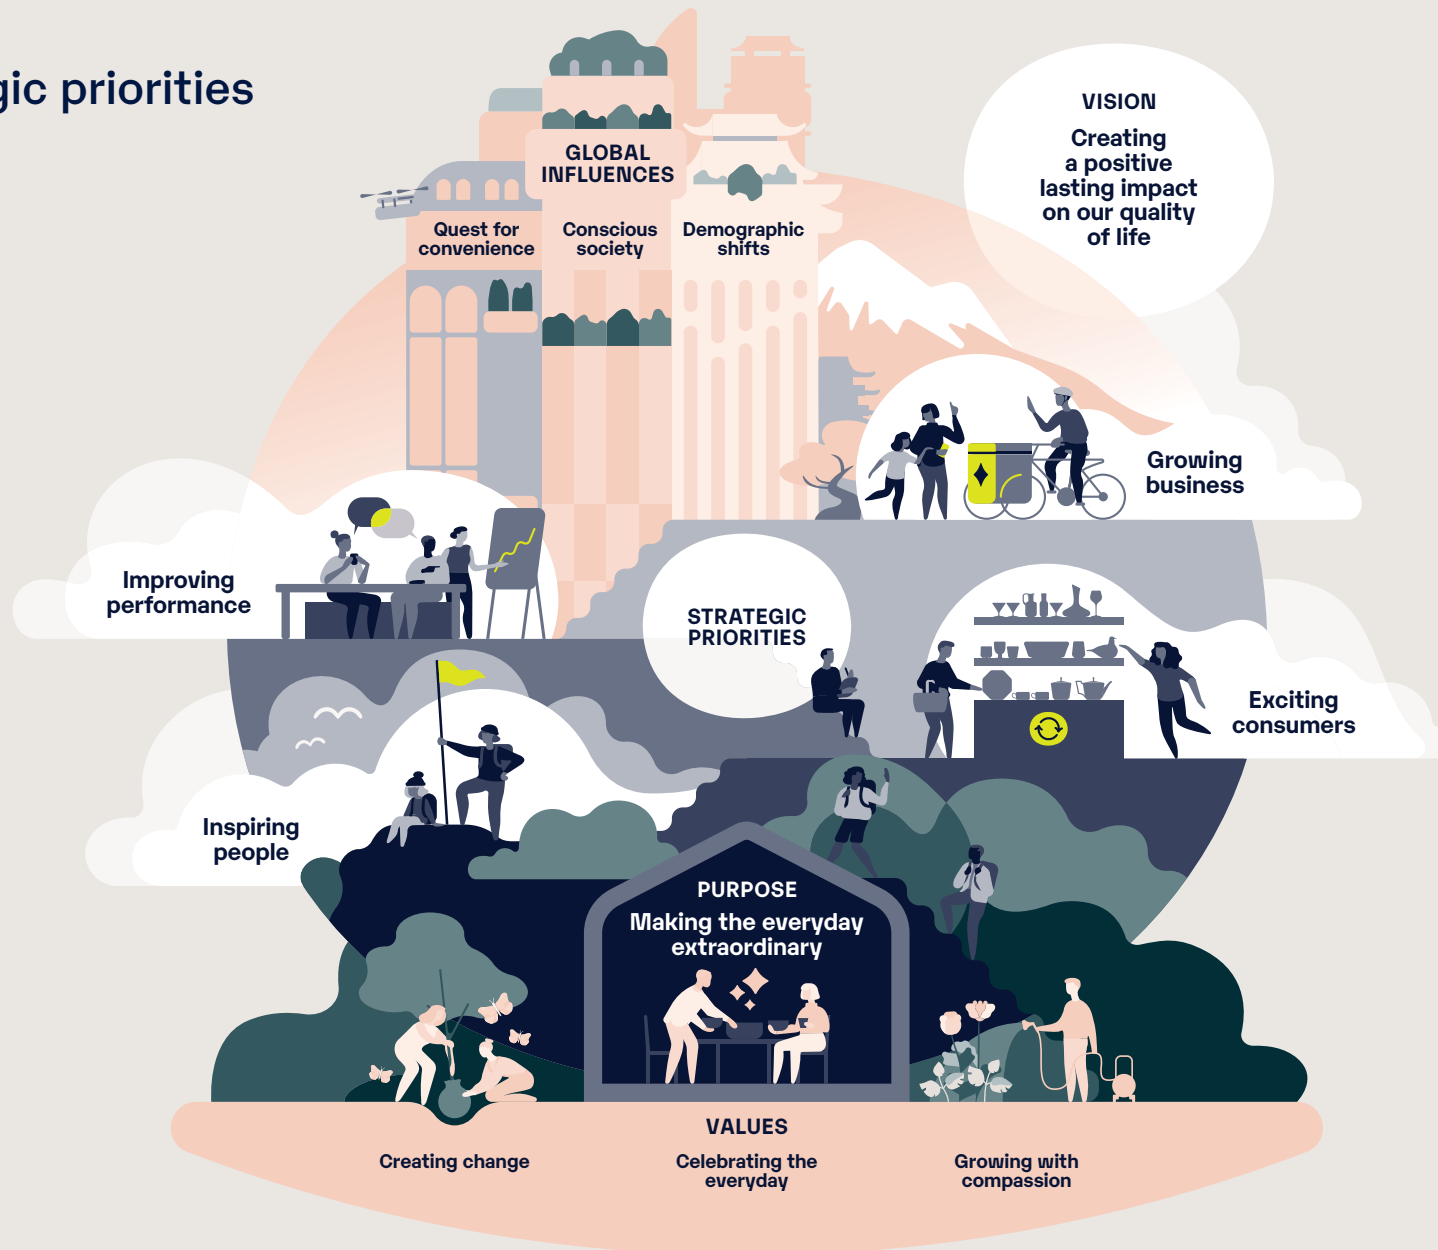 gic priorities
VISION
Creating
a positive
lasting impact
on our quality
of life
GLOBAL
INFLUENCES
Quest for
convenience
Conscious
society
Demographic
shifts
Growing
business
Improving
performance
STRATEGIC
PRIORITIES
Exciting
consumers
Inspiring
people
PURPOSE
Making the everyday
extraordinary
VALUES
Creating change
Celebrating the
everyday
Growing with
compassion